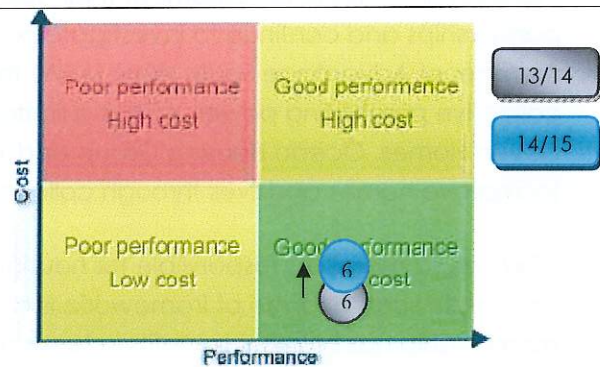 Poor performance
High cost
Good performance
High cost
13/14
14/15
Cost
Poor performance
Low cost
Good formance
6
6
cost
Performance